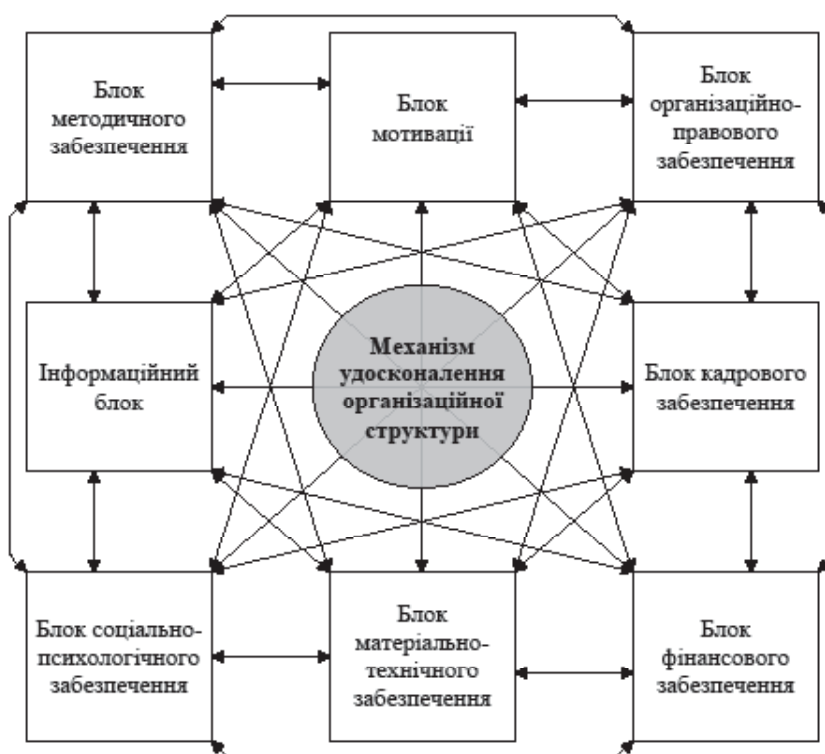 Блок
методичного
забезпечення
Блок
мотивації
Блок
організаційно-
правового
забезпечення
Інформаційний
блок
Механізм
удосконалення
організаційної
структури
Блок кадрового
забезпечення
Блок соціально-
психологічного
забезпечення
Блок
матеріально-
технічного
забезпечення
Блок
фінансового
забезпечення